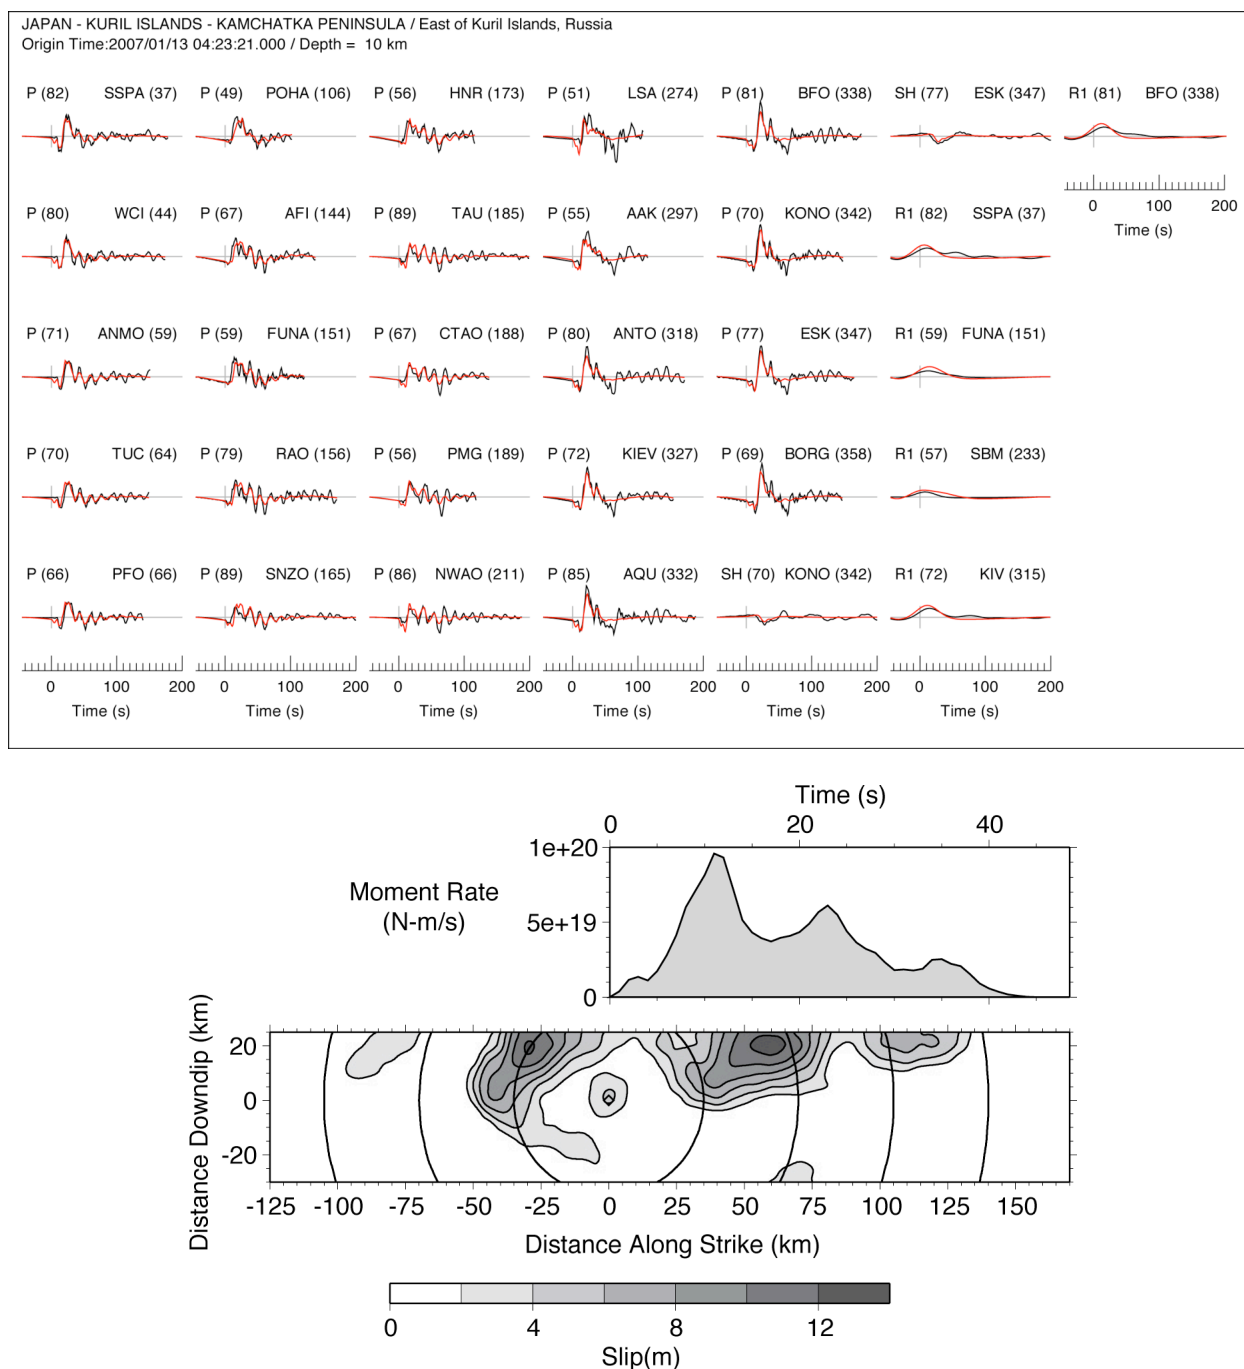 JAPAN - KURIL ISLANDS - KAMCHATKA PENINSULA / East of Kuril Islands, Russia
Origin Time:2007/01/13 04:23:21.000 / Depth = 10 km
P (82) SSPA (37) P (49) POHA (106) P (56) HNR (173) P (51) LSA (274) P (81) BFO (338) SH (77) ESK (347) R1 (81) BFO (338)
P (80) WCI (44) P (67) AFI (144) P (89) TAU (185) P (55) AAK (297) P (70) KONO (342) R1 (82) SSPA (37)
0 100 200
Time (s)
P (71) ANMO (59) P (59) FUNA (151) P (67) CTAO (188) P (80) ANTO (318) P (77) ESK (347) R1 (59) FUNA (151)
P (70) TUC (64) P (79) RAO (156) P (56) PMG (189) P (72) KIEV (327) P (69) BORG (358) R1 (57) SBM (233)
P (66) PFO (66) P (89) SNZO (165) P (86) NWAO (211) P (85) AQU (332) SH (70) KONO (342) R1 (72) KIV (315)
0 100 200 0 100 200 0 100 200 0 100 200 0 100 200 0 100 200
Time (s) Time (s) Time (s) Time (s) Time (s) Time (s)
Time (s)
0 20 40
1e+20
Moment Rate
(N-m/s)
5e+19
0
Distance Downdip (km)
20
0
-20
-125 -100 -75 -50 -25 0 25 50 75 100 125 150
Distance Along Strike (km)
0 4 8 12
Slip(m)